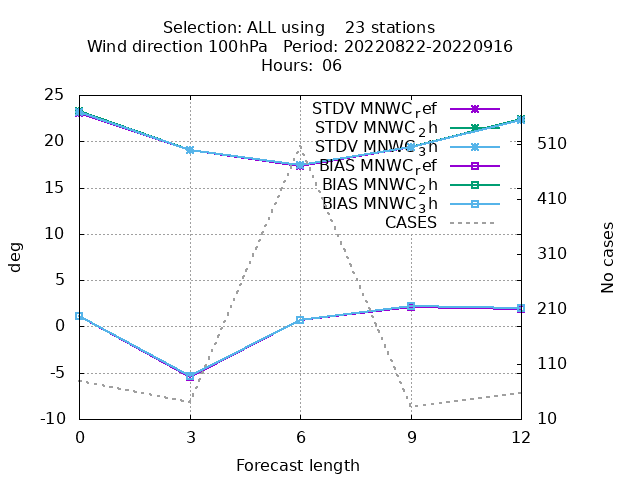 Selection: ALL using    23 stations
Wind direction 100hPa   Period: 20220822-20220916
Hours: 06
STDV MNWC_ref
STDV MNWC_2h
STDV MNWC_3h
BIAS MNWC_ref
BIAS MNWC_2h
BIAS MNWC_3h
CASES
25
20
15
10
5
0
-5
-10
deg
510
410
310
210
110
10
No cases
0 3 6 9 12
Forecast length